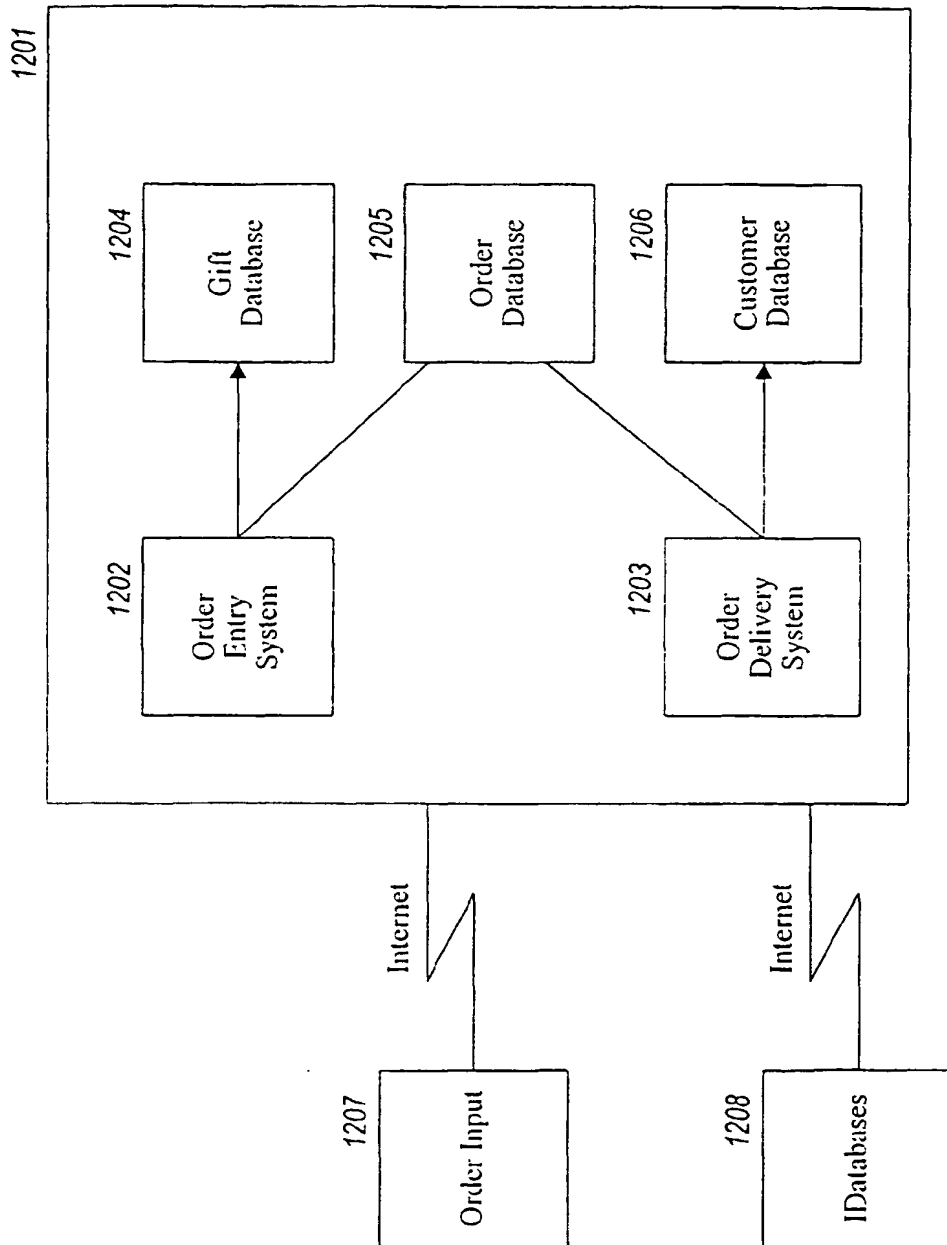 1201
1202
Order
Entry
System
1204
Gift
Database
1207
Order Input
Internet
1205
Order
Database
1203
Order
Delivery
System
1206
Customer
Database
1208
IDatabases
Internet